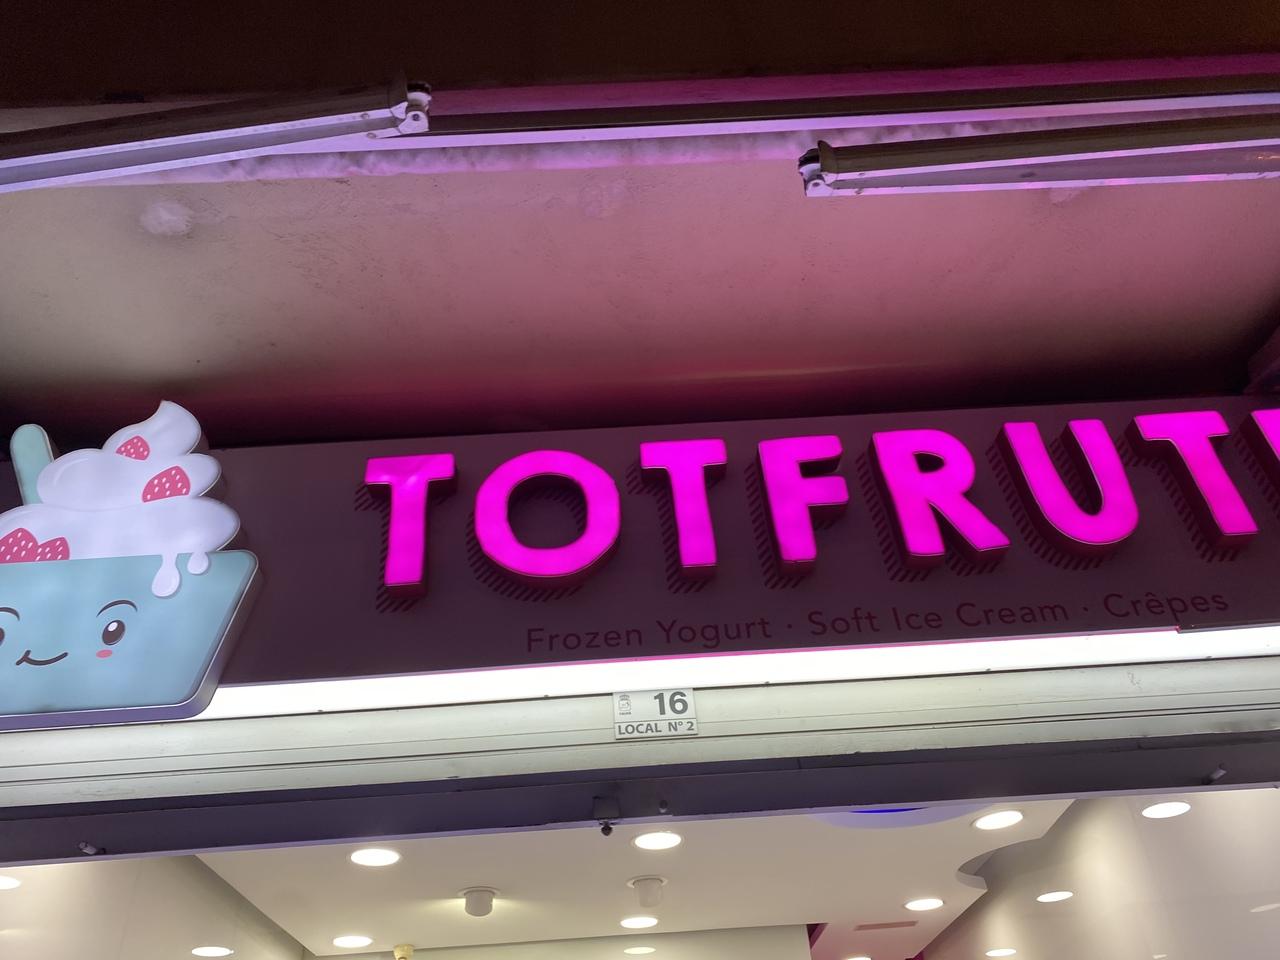 TOTFRUT
Frozen Yogurt · Soft Ice Cream · Crêpes
16
LOCAL Nº 2